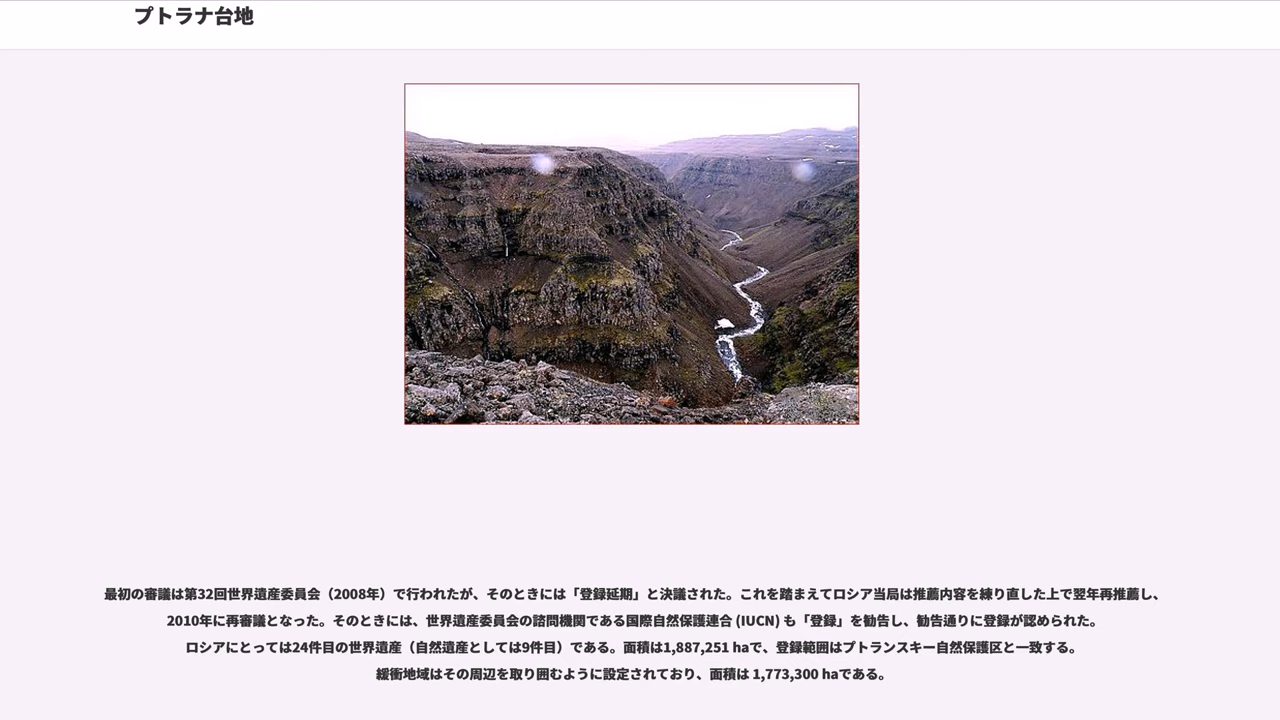 プトラナ台地
最初の審議は第32回世界遺産委員会（2008年）で行われたが、そのときには「登録延期」と決議された。これを踏まえてロシア当局は推薦内容を練り直した上で翌年再推薦し、
2010年に再審議となった。そのときには、世界遺産委員会の諮問機関である国際自然保護連合 (IUCN) も「登録」を勧告し、勧告通りに登録が認められた。
ロシアにとっては24件目の世界遺産（自然遺産としては9件目）である。面積は1,887,251 haで、登録範囲はプトランスキー自然保護区と一致する。
緩衝地域はその周辺を取り囲むように設定されており、面積は 1,773,300 haである。